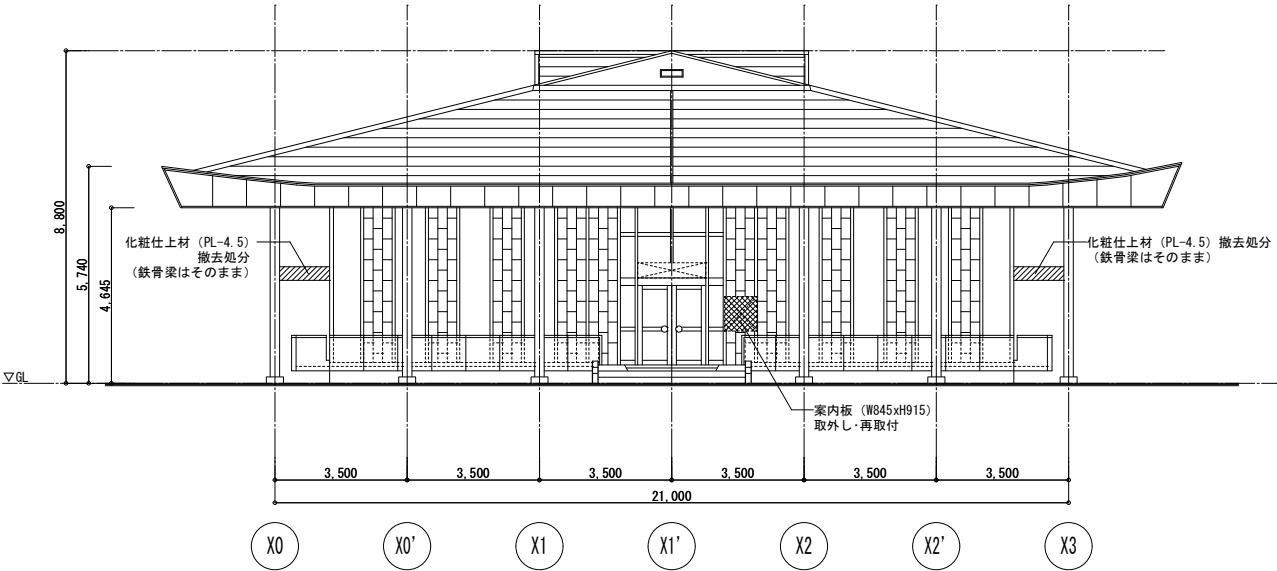 8,800
5,740
4,645
化粧仕上材（PL-4.5）
撤去処分
（鉄骨梁はそのまま）
化粧仕上材（PL-4.5）撤去処分
（鉄骨梁はそのまま）
▽GL
案内板（W845xH915）
取外し・再取付
3,500 3,500 3,500 3,500 3,500 3,500
21,000
X0 X0' X1 X1' X2 X2' X3